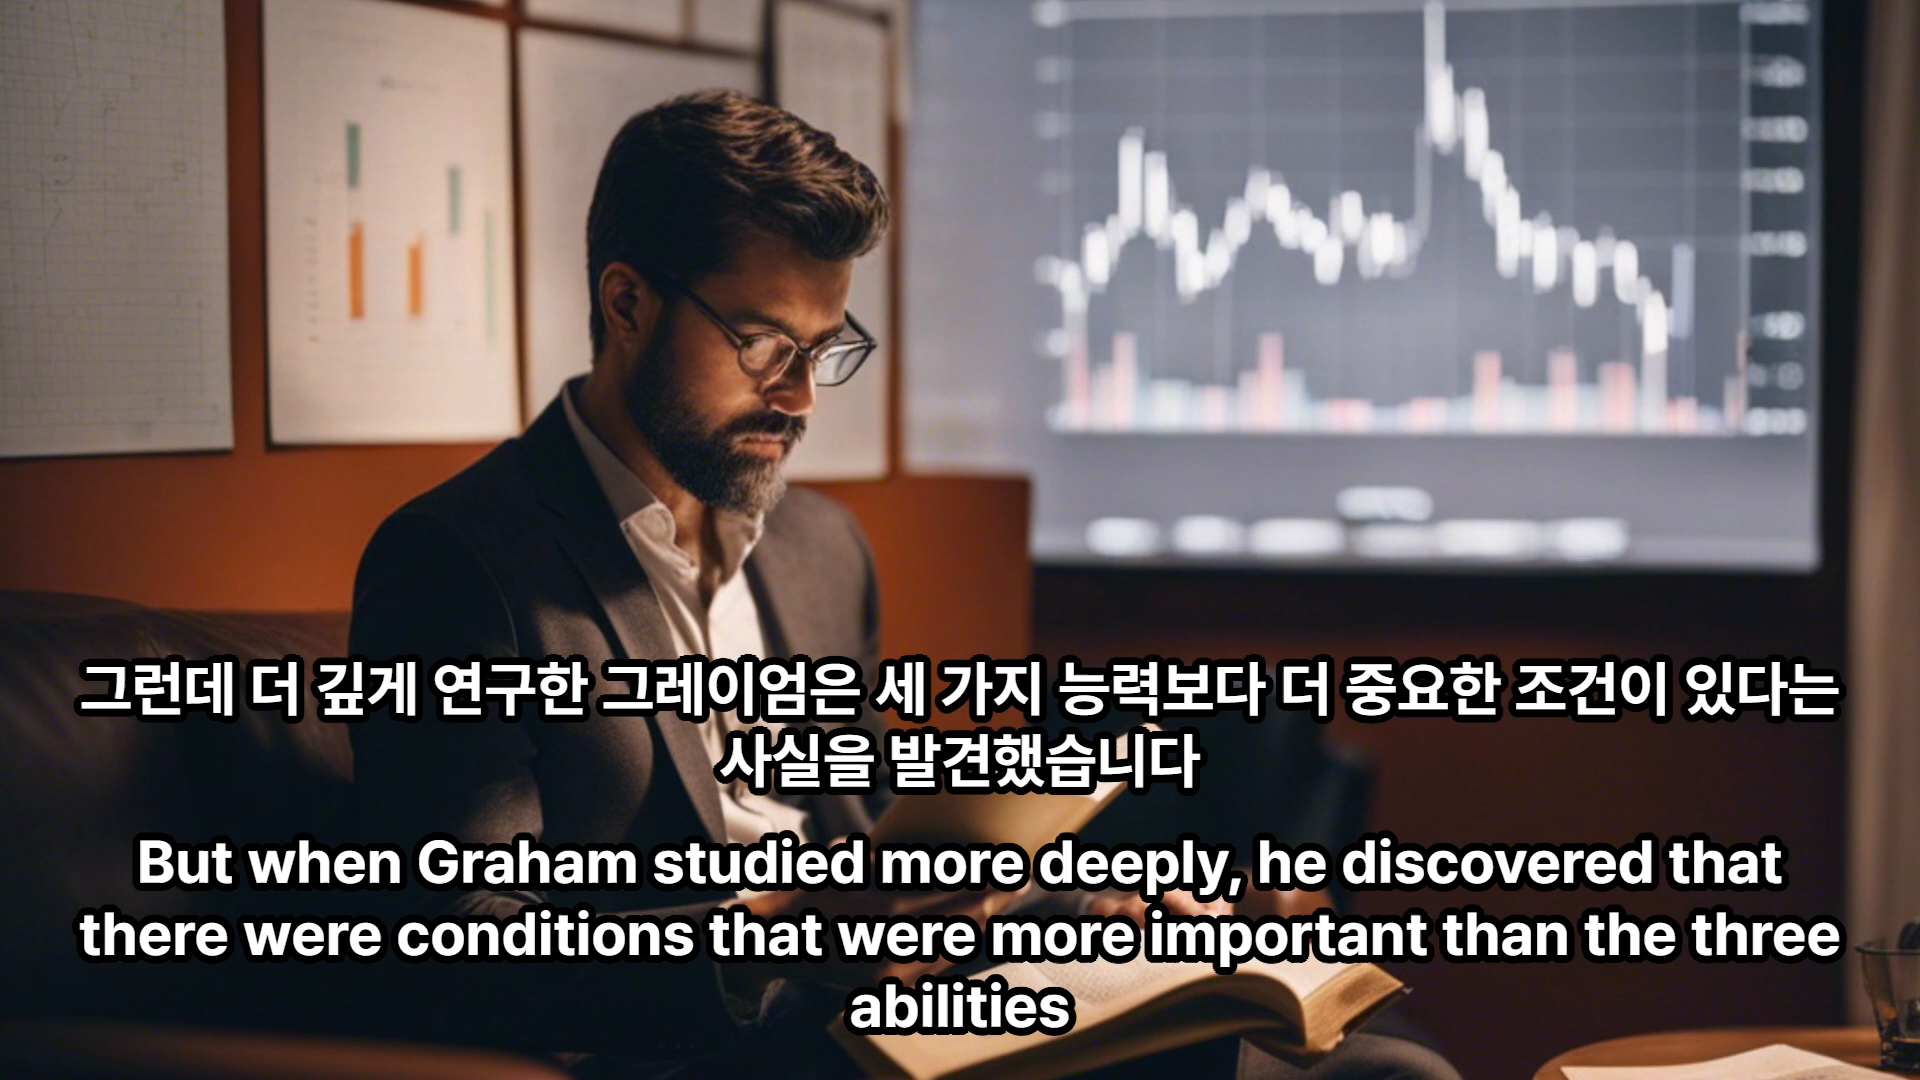 그런데 더 깊게 연구한 그레이엄은 세 가지 능력보다 더 중요한 조건이 있다는
사실을 발견했습니다
But when Graham studied more deeply, he discovered that
there were conditions that were more important than the three
abilities